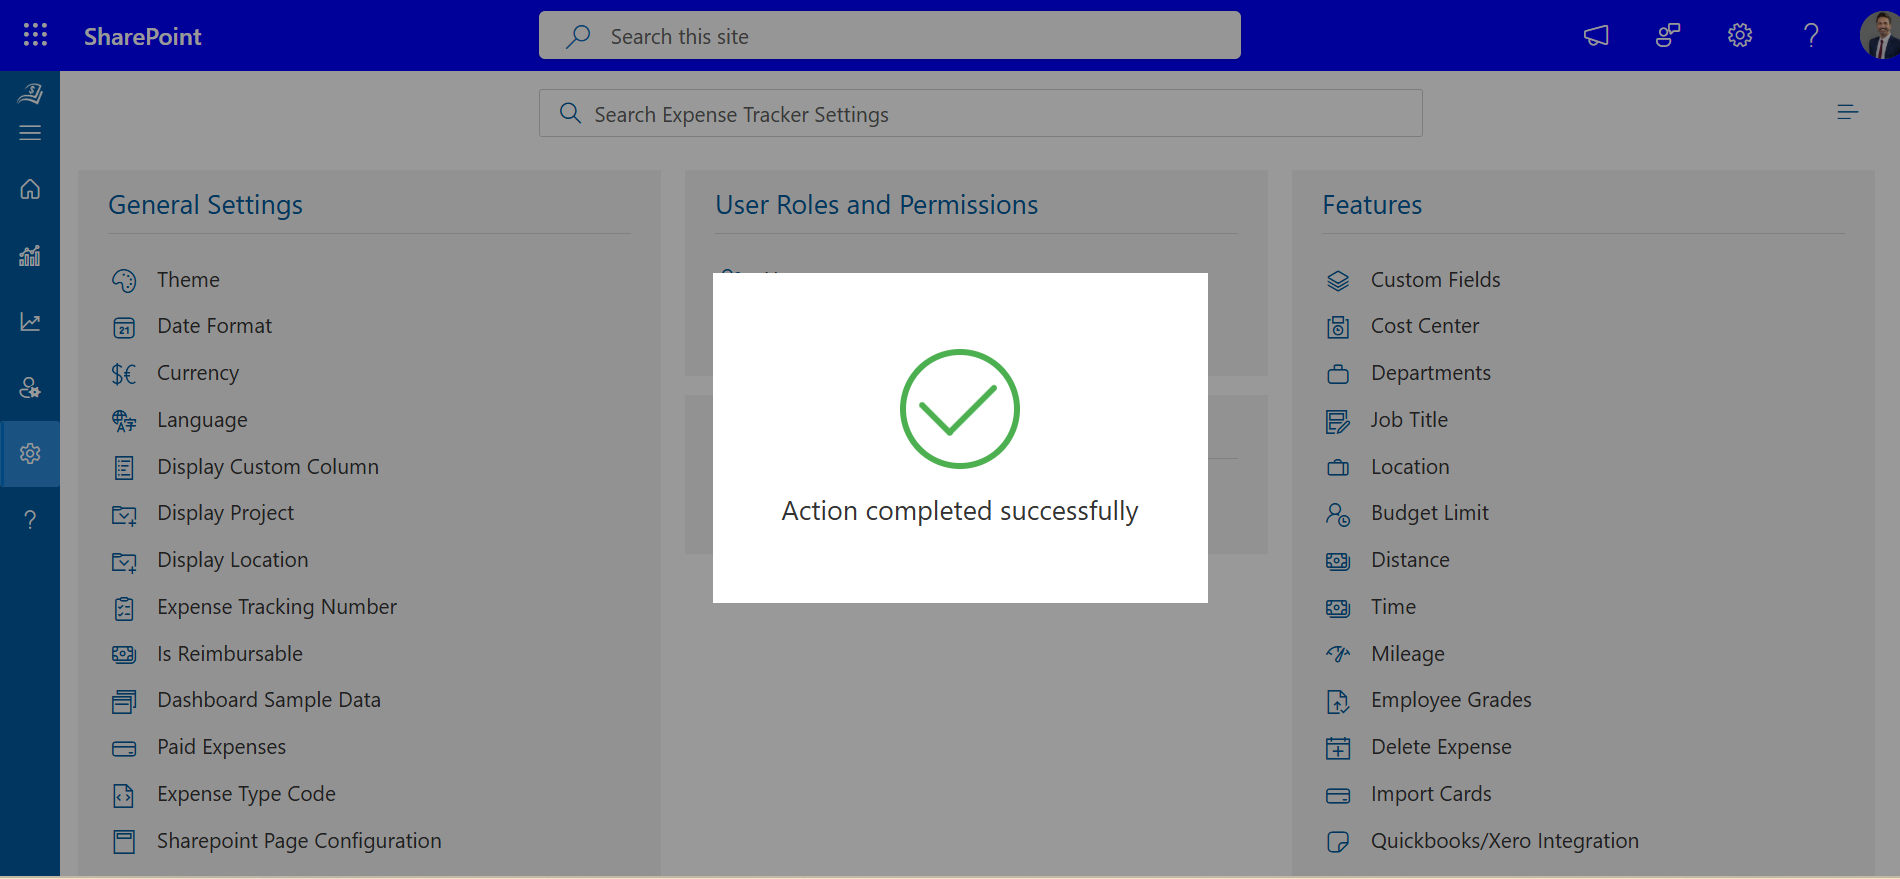 SharePoint
Search this site
Search Expense Tracker Settings
General Settings
Theme
21
Date Format
$€
Currency
Language
Display Custom Column
Display Project
Display Location
Expense Tracking Number
Is Reimbursable
Dashboard Sample Data
Paid Expenses
Expense Type Code
Sharepoint Page Configuration
User Roles and Permissions
Action completed successfully
Features
Custom Fields
Cost Center
Departments
Job Title
Location
Budget Limit
Distance
Time
Mileage
Employee Grades
Delete Expense
Import Cards
Quickbooks/Xero Integration